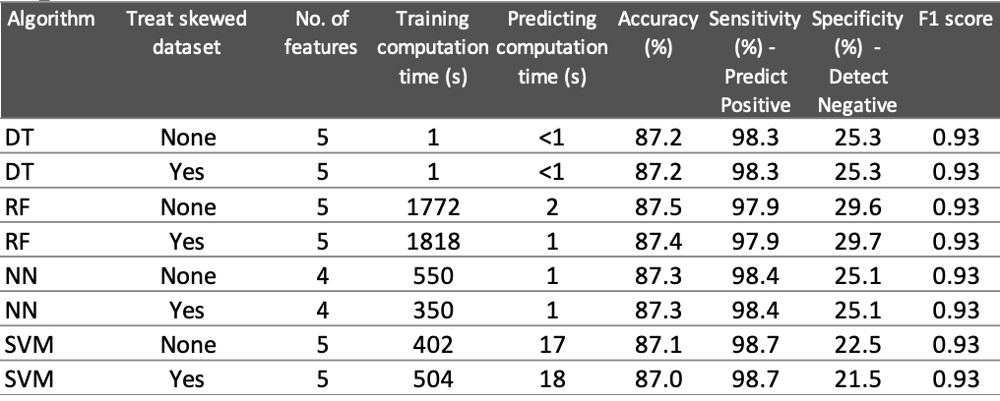 Algorithm Treat skewed dataset No. of features Training computation time (s) Predicting computation time (s) Accuracy (%) Sensitivity (%) - Predict Positive Specificity (%) - Detect Negative F1 score
DT None 5 1 <1 87.2 98.3 25.3 0.93
DT Yes 5 1 <1 87.2 98.3 25.3 0.93
RF None 5 1772 2 87.5 97.9 29.6 0.93
RF Yes 5 1818 1 87.4 97.9 29.7 0.93
NN None 4 550 1 87.3 98.4 25.1 0.93
NN Yes 4 350 1 87.3 98.4 25.1 0.93
SVM None 5 402 17 87.1 98.7 22.5 0.93
SVM Yes 5 504 18 87.0 98.7 21.5 0.93